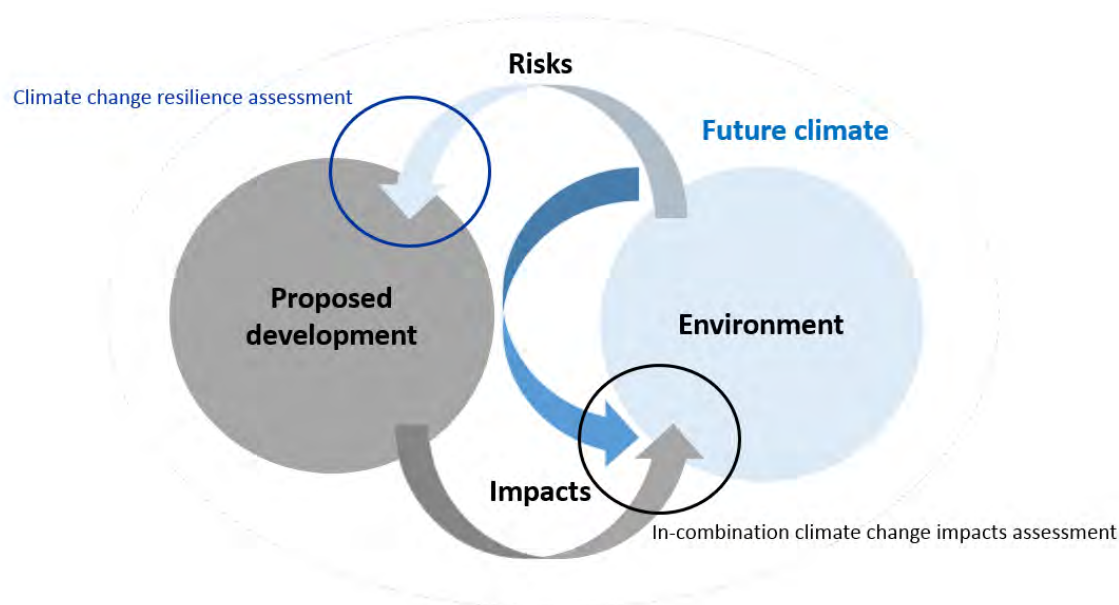 Risks
Climate change resilience assessment
Future climate
Proposed
development
Environment
Impacts
In-combination climate change impacts assessment